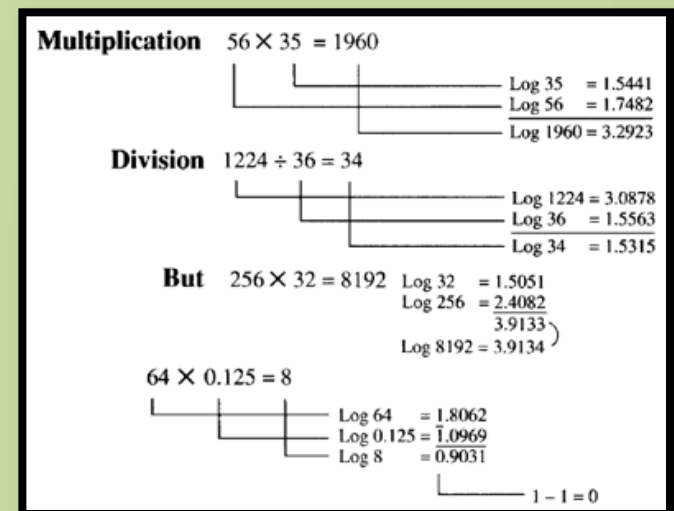 Multiplication 56 × 35 = 1960
Log 35 = 1.5441
Log 56 = 1.7482
Log 1960 = 3.2923
Division 1224 ÷ 36 = 34
Log 1224 = 3.0878
Log 36 = 1.5563
Log 34 = 1.5315
But 256 × 32 = 8192 Log 32 = 1.5051
Log 256 = 2.4082
3.9133
Log 8192 = 3.9134
64 × 0.125 = 8
Log 64 = 1.8062
Log 0.125 = 1̅.0969
Log 8 = 0.9031
1 – 1 = 0